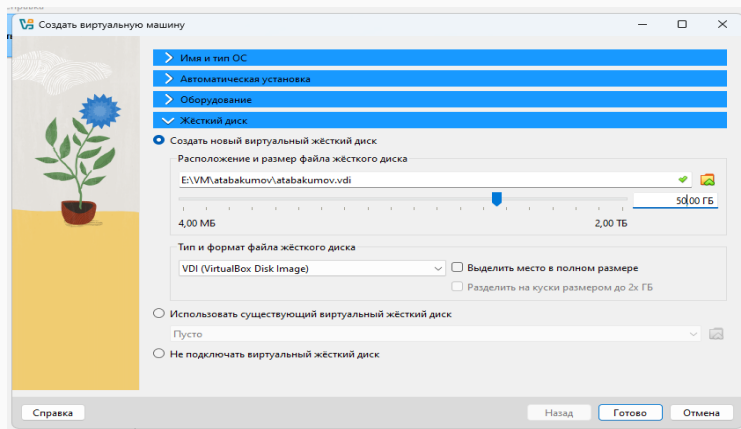 Создать виртуальную машину
Имя и тип ОС
Автоматическая установка
Оборудование
Жёсткий диск
Создать новый виртуальный жёсткий диск
Расположение и размер файла жёсткого диска
E:\VM\atabakumov\atabakumov.vdi
50,00 ГБ
4,00 МБ 2,00 ТБ
Тип и формат файла жёсткого диска
VDI (VirtualBox Disk Image) Выделить место в полном размере
Разделить на куски размером до 2х ГБ
Использовать существующий виртуальный жёсткий диск
Пусто
Не подключать виртуальный жёсткий диск
Справка Назад Готово Отмена